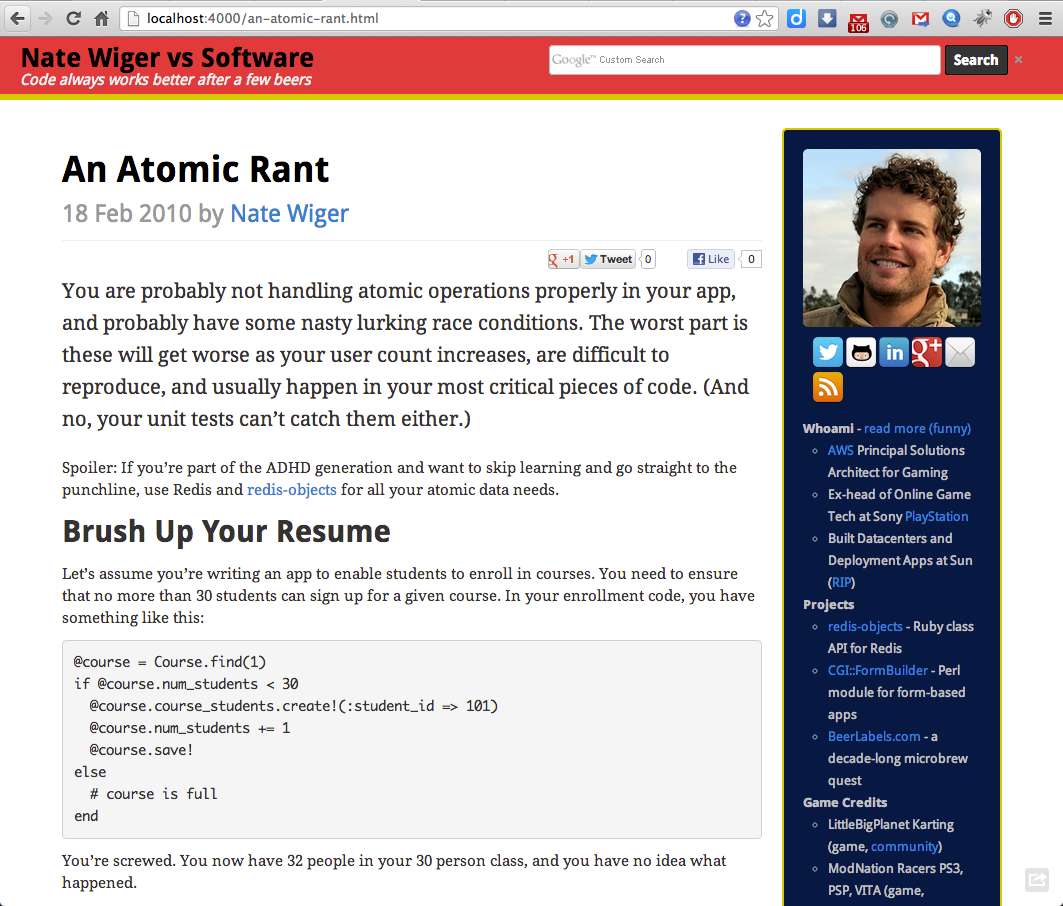 localhost:4000/an-atomic-rant.html
106
Nate Wiger vs Software
Code always works better after a few beers
Google™ Custom Search
Search
×
An Atomic Rant
18 Feb 2010 by Nate Wiger
+1
Tweet
0
Like
0
You are probably not handling atomic operations properly in your app,
and probably have some nasty lurking race conditions. The worst part is
these will get worse as your user count increases, are difficult to
reproduce, and usually happen in your most critical pieces of code. (And
no, your unit tests can’t catch them either.)
Spoiler: If you’re part of the ADHD generation and want to skip learning and go straight to the
punchline, use Redis and redis-objects for all your atomic data needs.
Brush Up Your Resume
Let’s assume you’re writing an app to enable students to enroll in courses. You need to ensure
that no more than 30 students can sign up for a given course. In your enrollment code, you have
something like this:
@course = Course.find(1)
if @course.num_students < 30
  @course.course_students.create!(:student_id => 101)
  @course.num_students += 1
  @course.save!
else
  # course is full
end
You’re screwed. You now have 32 people in your 30 person class, and you have no idea what
happened.
WhoamI - read more (funny)
AWS Principal Solutions
Architect for Gaming
Ex-head of Online Game
Tech at Sony PlayStation
Built Datacenters and
Deployment Apps at Sun
(RIP)
Projects
redis-objects - Ruby class
API for Redis
CGI::FormBuilder - Perl
module for form-based
apps
BeerLabels.com - a
decade-long microbrew
quest
Game Credits
LittleBigPlanet Karting
(game, community)
ModNation Racers PS3,
PSP, VITA (game,